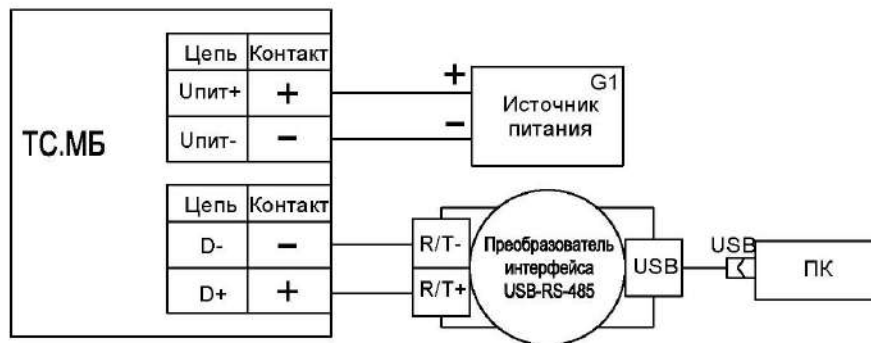 ТС.МБ
Цепь Контакт
Uпит+ +
Uпит- −
Цепь Контакт
D- −
D+ +
+
−
G1
Источник
питания
R/T-
R/T+
Преобразователь
интерфейса
USB-RS-485
USB
USB
ПК